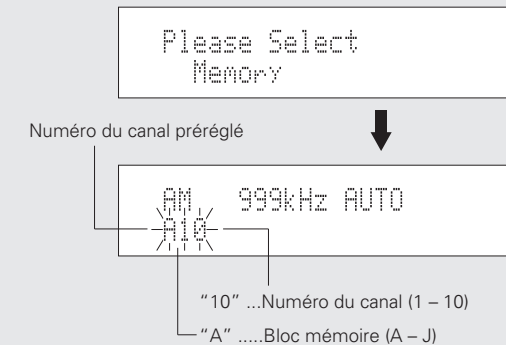 Please Select
Memory
Numéro du canal préréglé
AM 999kHz AUTO
A10
"10" ...Numéro du canal (1 – 10)
"A" .....Bloc mémoire (A – J)